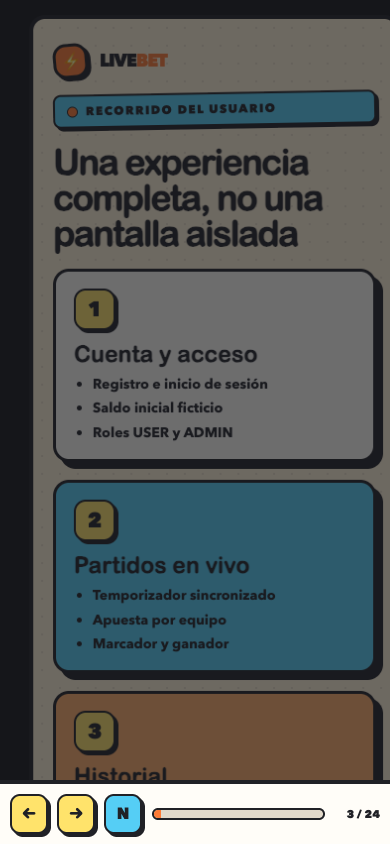 LIVEBET
RECORRIDO DEL USUARIO
Una experiencia
completa, no una
pantalla aislada
1
Cuenta y acceso
• Registro e inicio de sesión
• Saldo inicial ficticio
• Roles USER y ADMIN
2
Partidos en vivo
• Temporizador sincronizado
• Apuesta por equipo
• Marcador y ganador
3
Historial
← → N 3 / 24